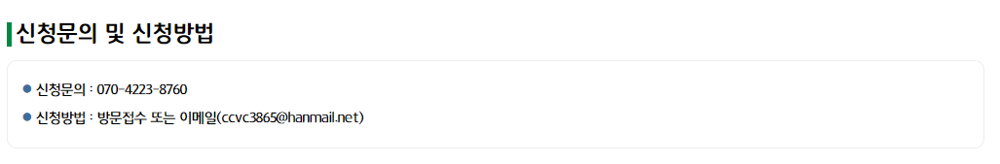 신청문의 및 신청방법
신청문의 : 070-4223-8760
신청방법 : 방문접수 또는 이메일(ccvc3865@hanmail.net)